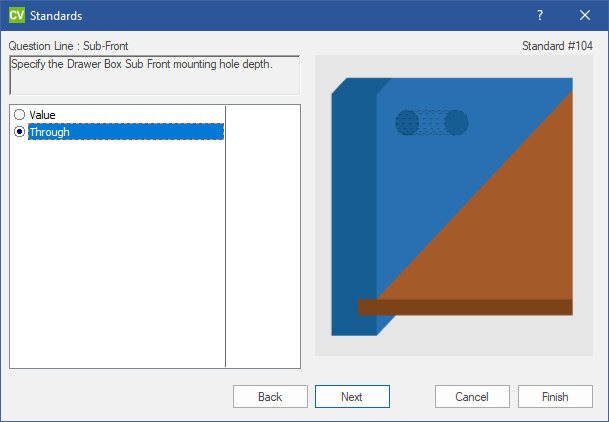 CV Standards ?
Question Line : Sub-Front Standard #104
Specify the Drawer Box Sub Front mounting hole depth.
Value
Through
Back Next Cancel Finish